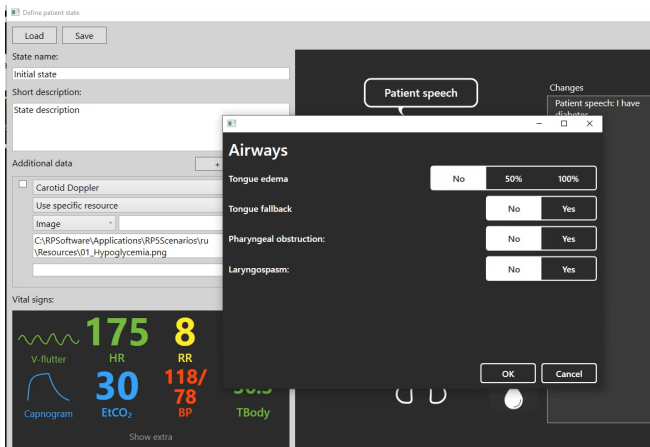 Define patient state
Load Save
State name:
Initial state
Short description:
State description
Additional data
+
Carotid Doppler
Use specific resource
Image
C:\RPSoftware\Applications\RP5Scenarios\ru
\Resources\01_Hypoglycemia.png
Vital signs:
175 8
V-flutter HR RR
30 118/
78
Capnogram EtCO₂ BP TBody
Show extra
Patient speech
Changes
Patient speech: I have
diabetes
Airways
Tongue edema No 50% 100%
Tongue fallback No Yes
Pharyngeal obstruction: No Yes
Laryngospasm: No Yes
OK Cancel